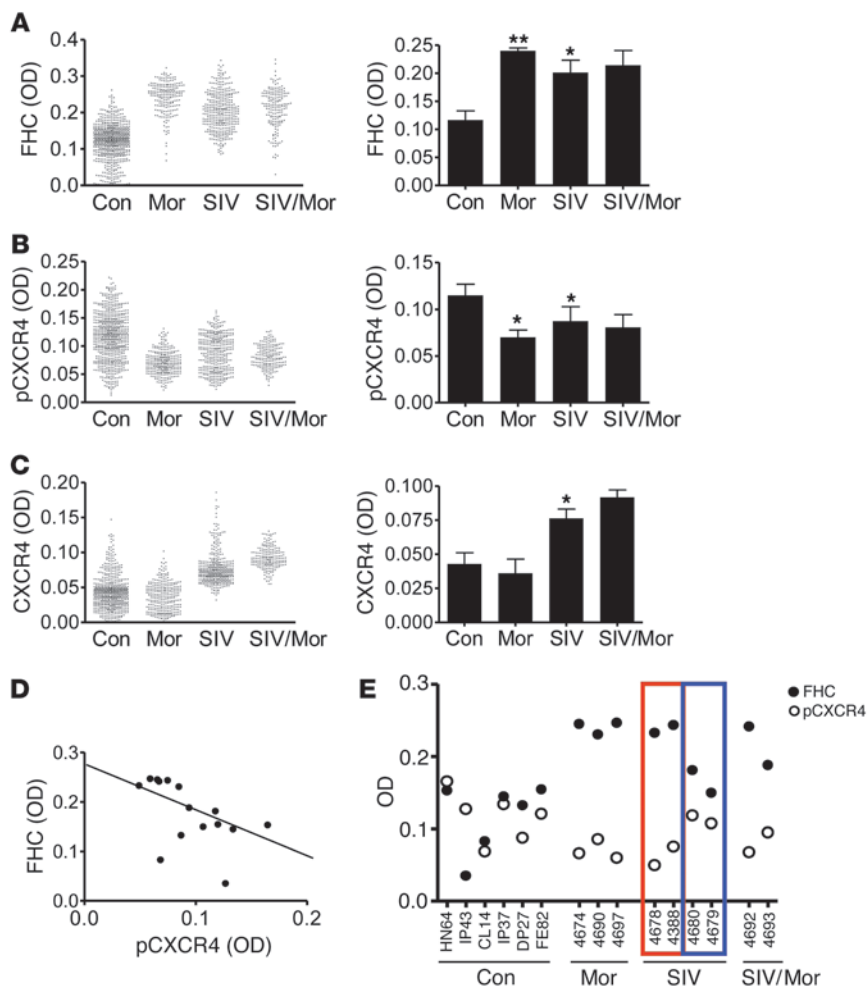 A
FHC (OD)
0.4
0.3
0.2
0.1
0.0
Con Mor SIV SIV/Mor
FHC (OD)
0.25
0.20
0.15
0.10
0.05
0.00
** *
Con Mor SIV SIV/Mor
B
pCXCR4 (OD)
0.25
0.20
0.15
0.10
0.05
0.00
Con Mor SIV SIV/Mor
pCXCR4 (OD)
0.15
0.10
0.05
0.00
* *
Con Mor SIV SIV/Mor
C
CXCR4 (OD)
0.20
0.15
0.10
0.05
0.00
Con Mor SIV SIV/Mor
CXCR4 (OD)
0.100
0.075
0.050
0.025
0.000
*
Con Mor SIV SIV/Mor
D
FHC (OD)
0.3
0.2
0.1
0.0
0.0 0.1 0.2
pCXCR4 (OD)
E
OD
0.3
0.2
0.1
0.0
FHC
pCXCR4
HN64 IP43 CL14 IP37 DP27 FE82 4674 4690 4697 4678 4388 4680 4679 4692 4693
Con Mor SIV SIV/Mor